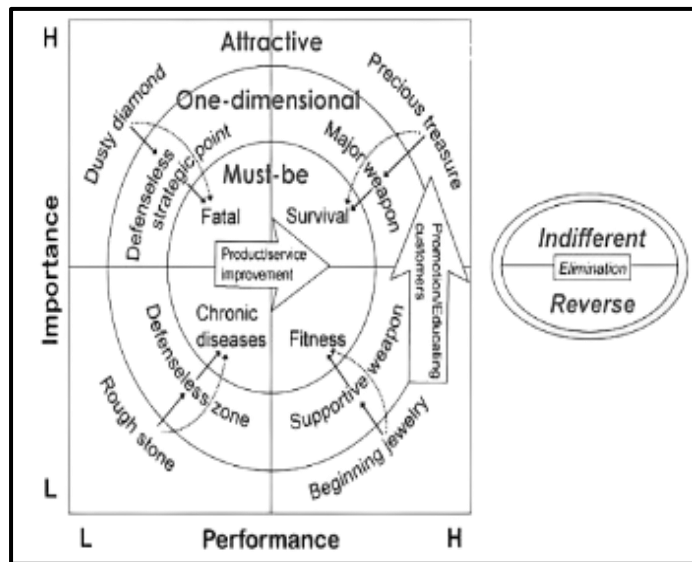 H
Attractive
One-dimensional
Must-be
Dusty diamond
Defenseless
strategic point
Fatal
Survival
Major weapon
Precious treasure
Importance
Product/service
improvement
Promotion/Educating
customers
Chronic
diseases
Fitness
Defenseless zone
Supportive weapon
Rough stone
Beginning jewelry
L
L
Performance
H
Indifferent
Elimination
Reverse